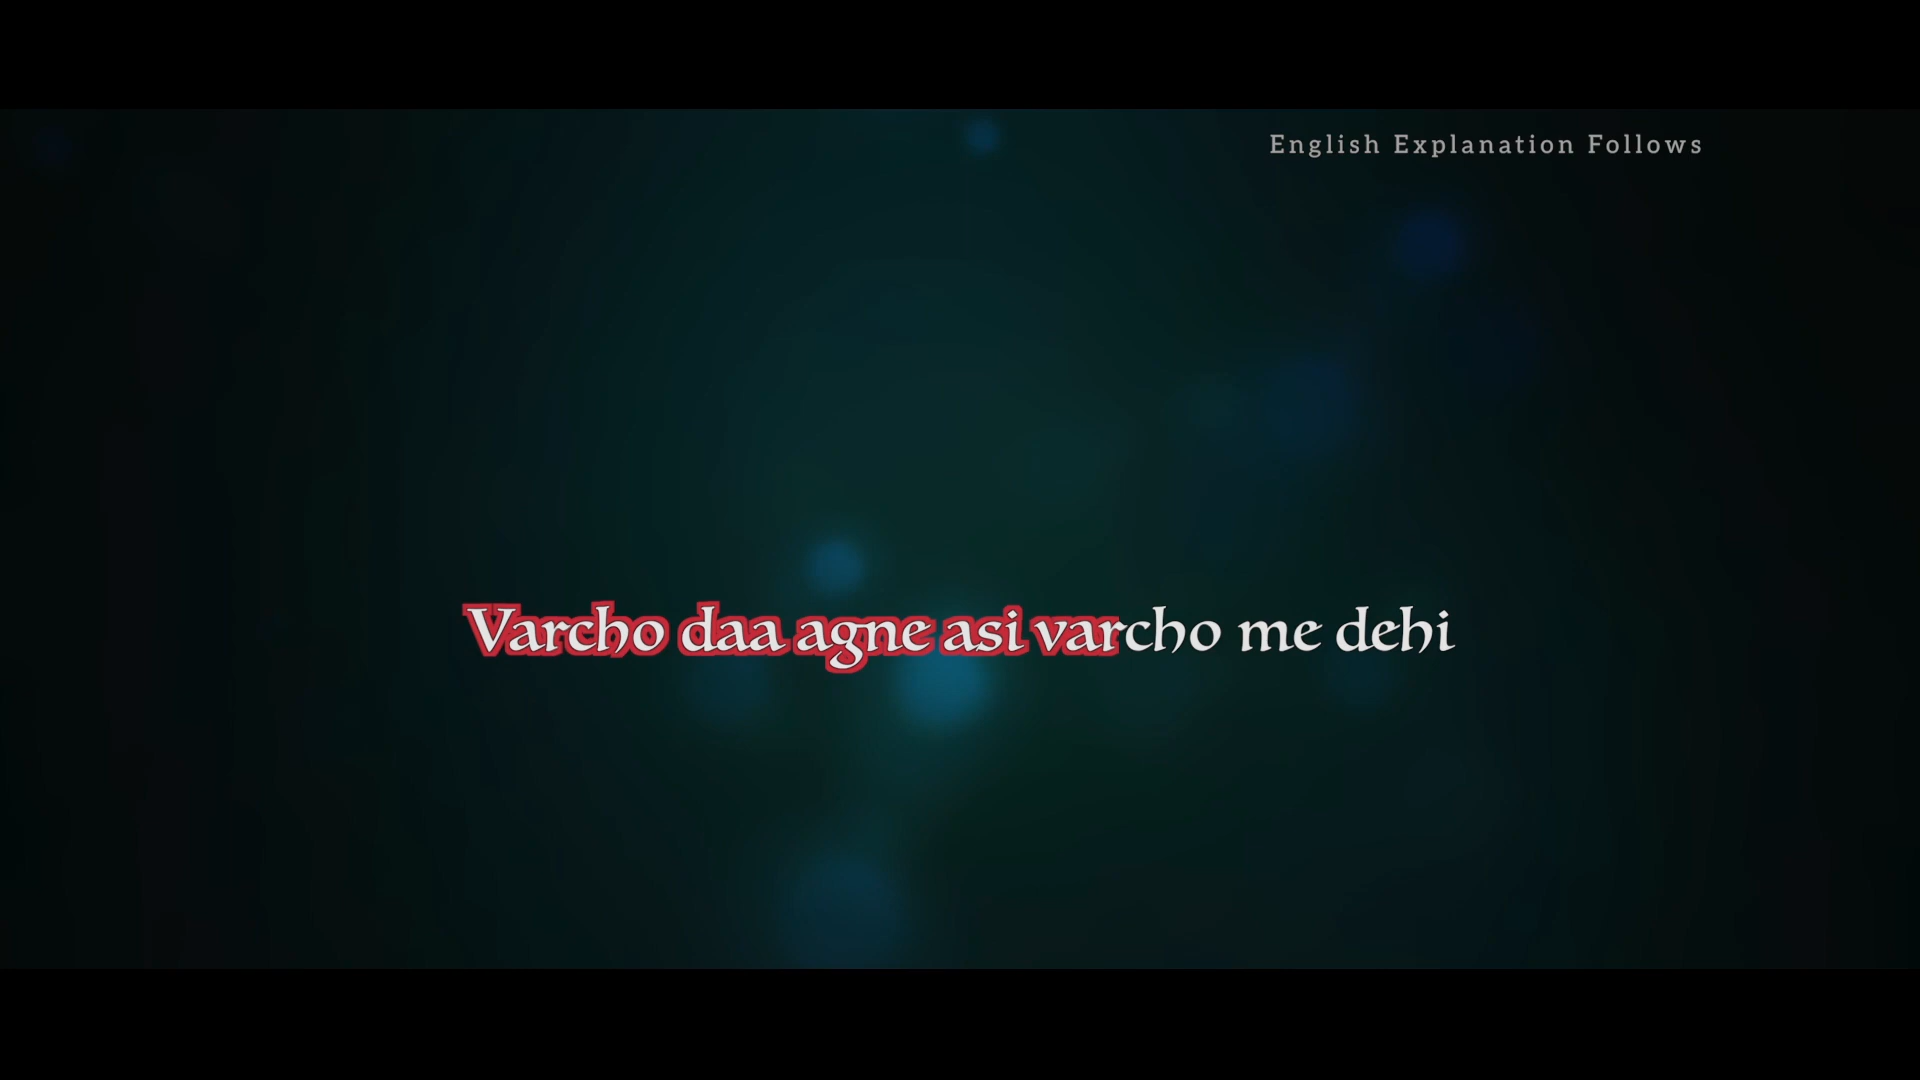 English Explanation Follows
Varcho daa agne asi varcho me dehi